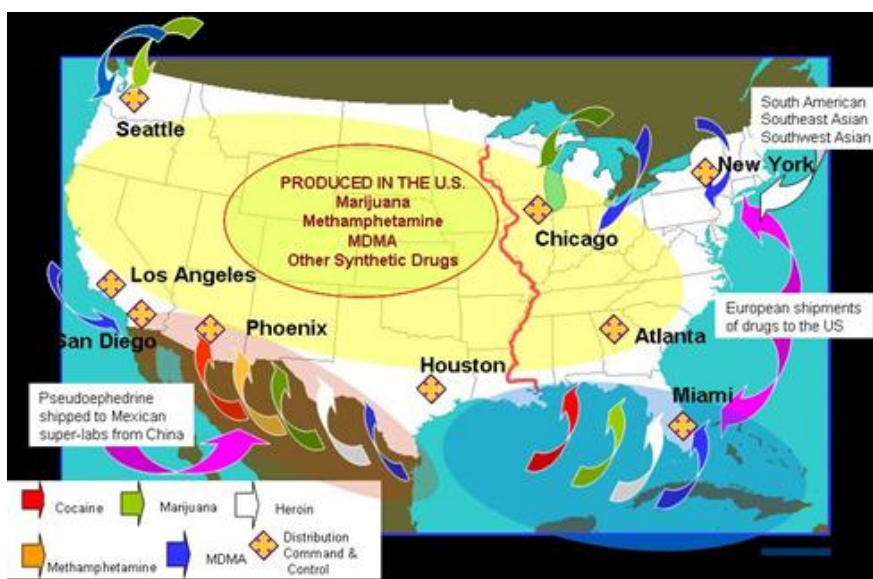 Seattle
South American
Southeast Asian
Southwest Asian
New York
PRODUCED IN THE U.S.
Marijuana
Methamphetamine
MDMA
Other Synthetic Drugs
Chicago
Los Angeles
San Diego
Phoenix
Houston
Atlanta
European shipments
of drugs to the US
Miami
Pseudoephedrine
shipped to Mexican
super-labs from China
Cocaine
Marijuana
Heroin
Methamphetamine
MDMA
Distribution
Command &
Control